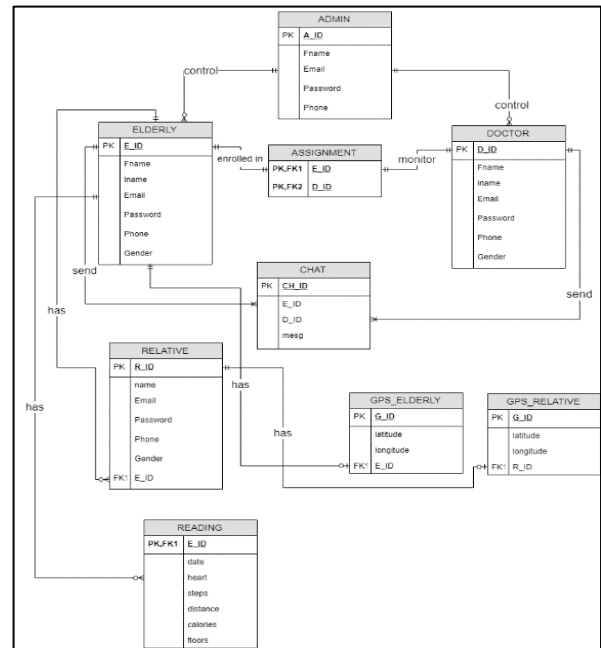 ADMIN
PK A_ID
Fname
Email
Password
Phone
control
control
ELDERLY
PK E_ID
Fname
lname
Email
Password
Phone
Gender
enrolled in
ASSIGNMENT
PK,FK1 E_ID
PK,FK2 D_ID
monitor
DOCTOR
PK D_ID
Fname
lname
Email
Password
Phone
Gender
send
CHAT
PK CH_ID
E_ID
D_ID
mesg
send
has
RELATIVE
PK R_ID
name
Email
Password
Phone
Gender
FK1 E_ID
has
has
has
GPS_ELDERLY
PK G_ID
latitude
longitude
FK1 E_ID
GPS_RELATIVE
PK G_ID
latitude
longitude
FK1 R_ID
READING
PK,FK1 E_ID
date
heart
steps
distance
calories
floors